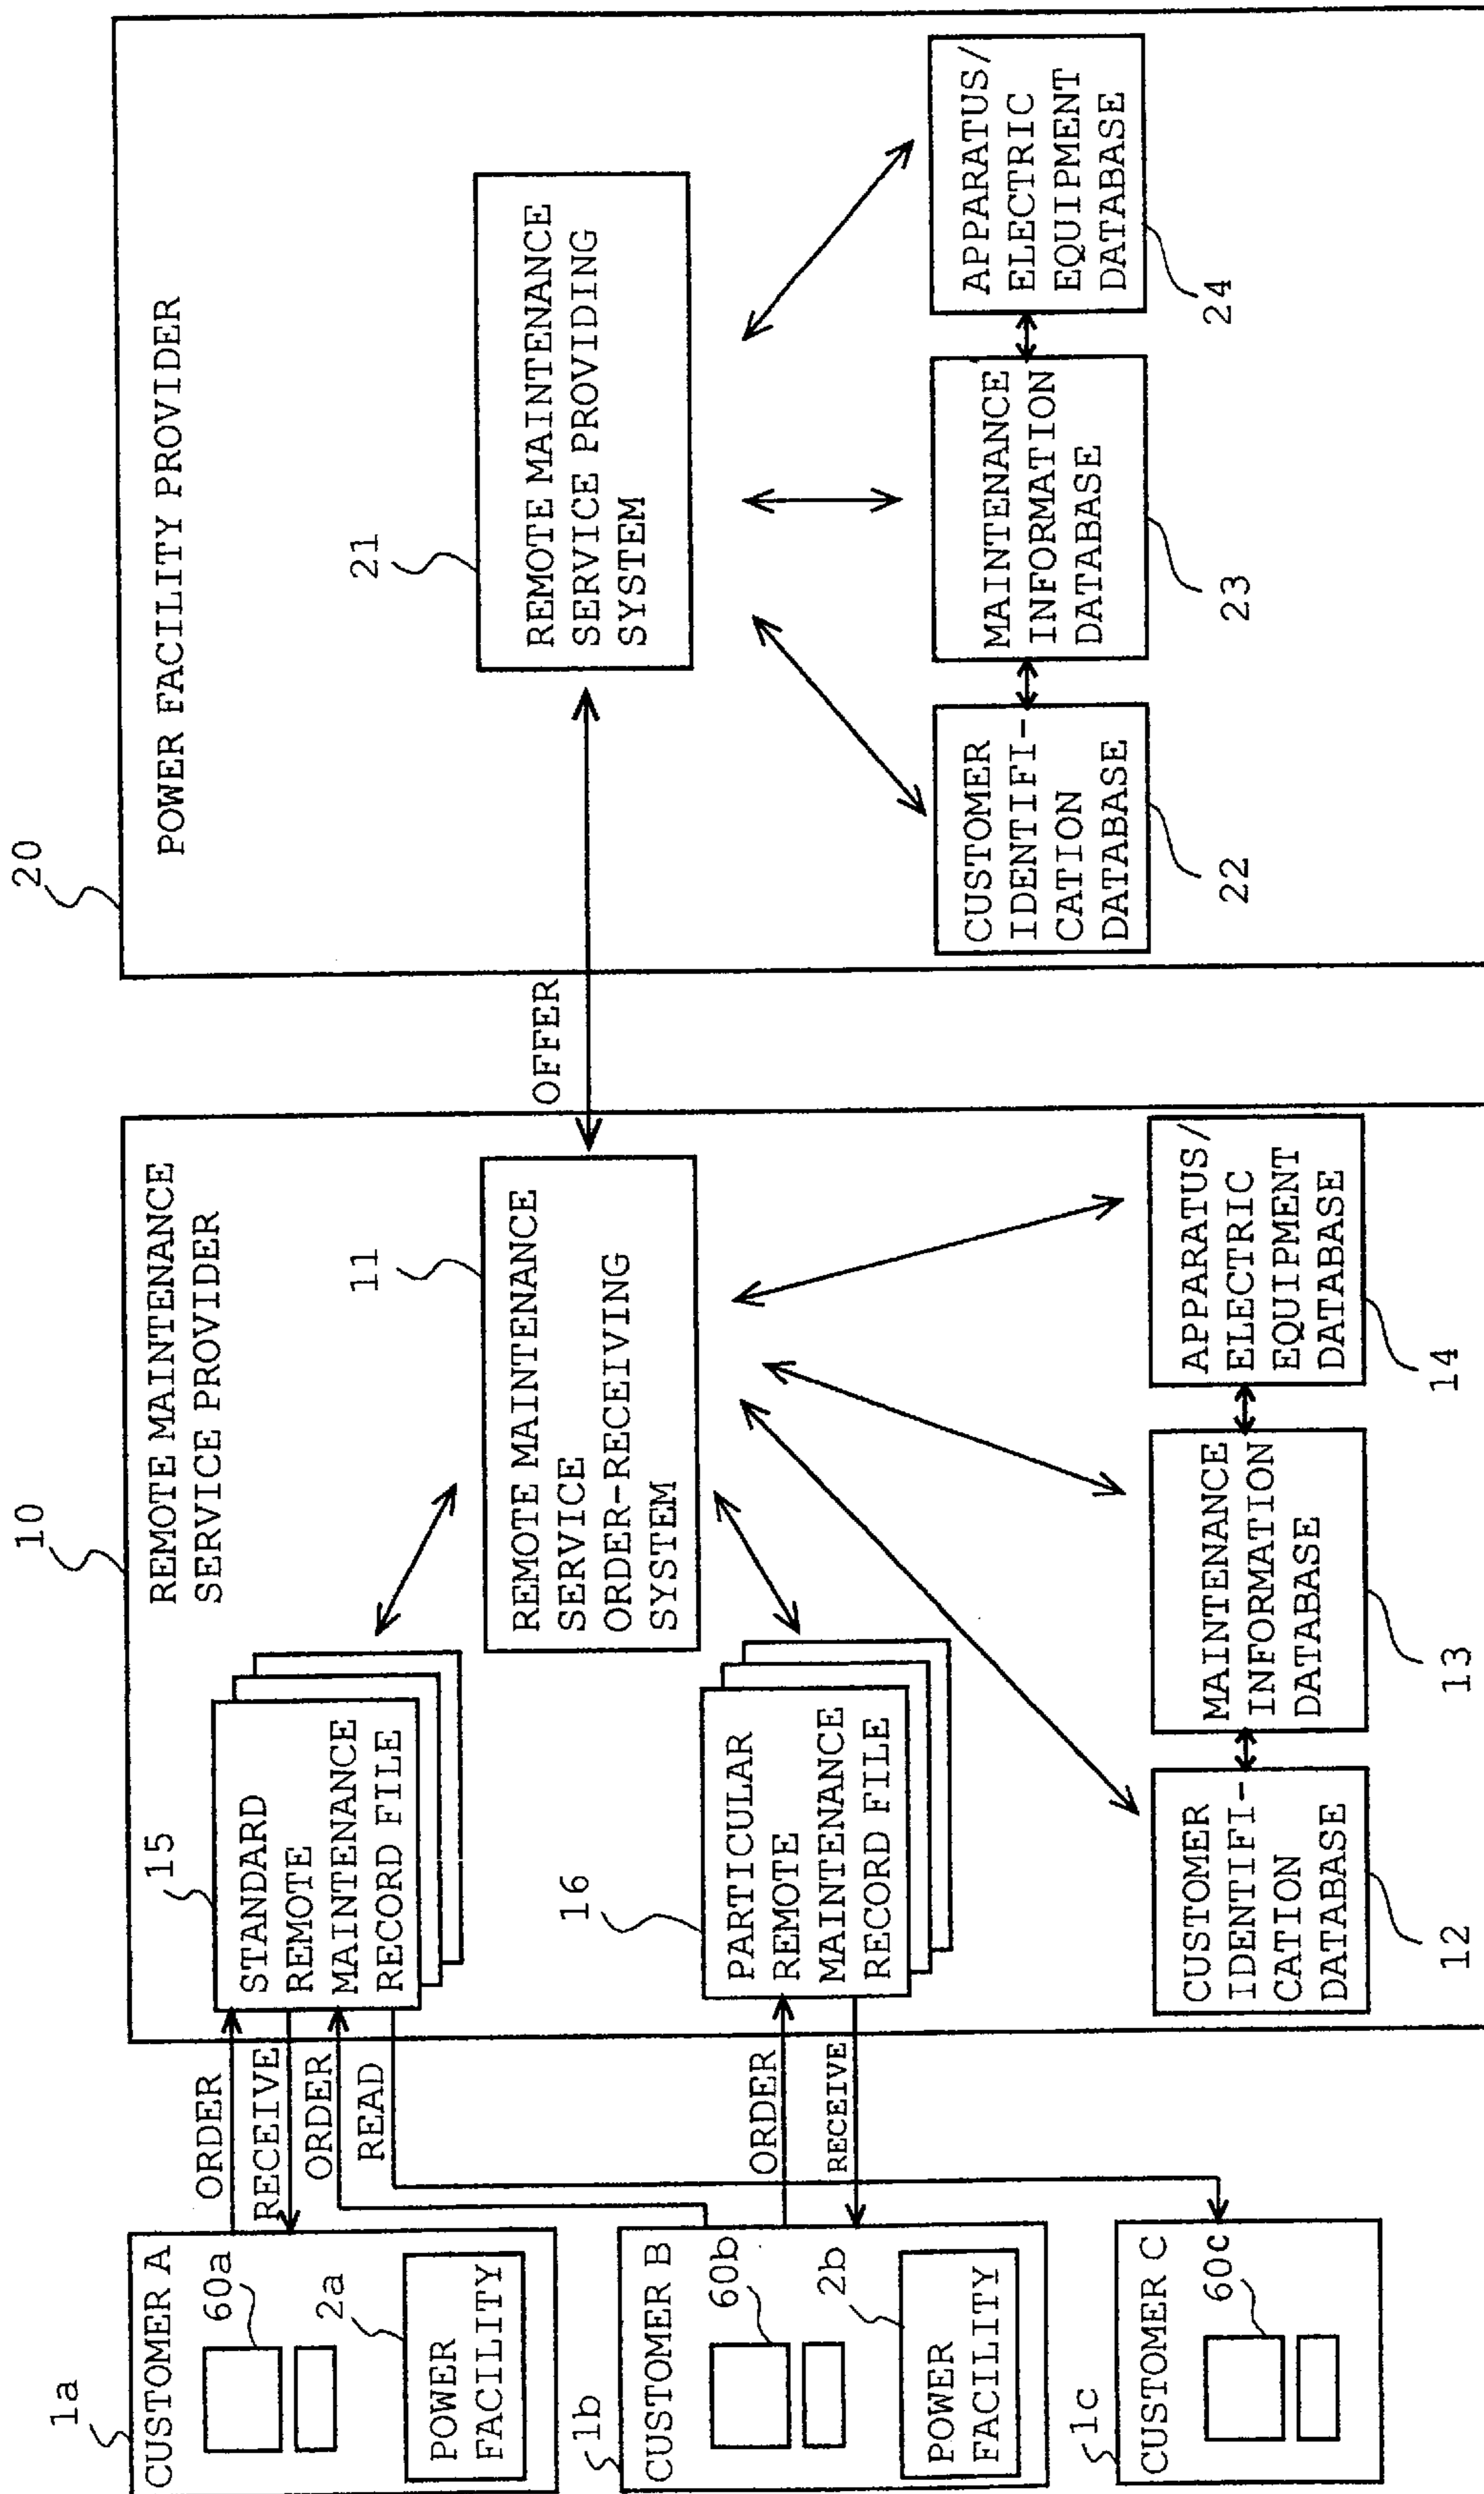 1a
CUSTOMER A
60a
2a
POWER
FACILITY
1b
CUSTOMER B
60b
2b
POWER
FACILITY
1c
CUSTOMER C
60c
ORDER
RECEIVE
ORDER
READ
ORDER
RECEIVE
10
REMOTE MAINTENANCE
SERVICE PROVIDER
15
STANDARD
REMOTE
MAINTENANCE
RECORD FILE
16
PARTICULAR
REMOTE
MAINTENANCE
RECORD FILE
11
REMOTE MAINTENANCE
SERVICE
ORDER-RECEIVING
SYSTEM
CUSTOMER
IDENTIFI-
CATION
DATABASE
12
MAINTENANCE
INFORMATION
DATABASE
13
APPARATUS/
ELECTRIC
EQUIPMENT
DATABASE
14
OFFER
20
POWER FACILITY PROVIDER
21
REMOTE MAINTENANCE
SERVICE PROVIDING
SYSTEM
CUSTOMER
IDENTIFI-
CATION
DATABASE
22
MAINTENANCE
INFORMATION
DATABASE
23
APPARATUS/
ELECTRIC
EQUIPMENT
DATABASE
24